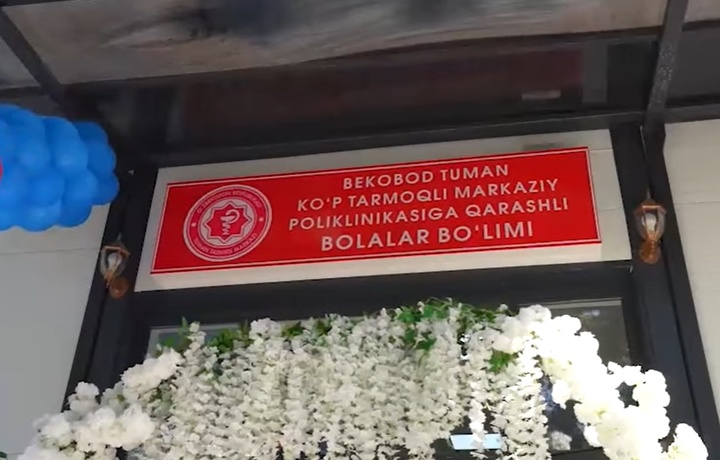 BEKOBOD TUMAN
KO'P TARMOQLI MARKAZIY
POLIKLINIKASIGA QARASHLI
BOLALAR BO'LIMI